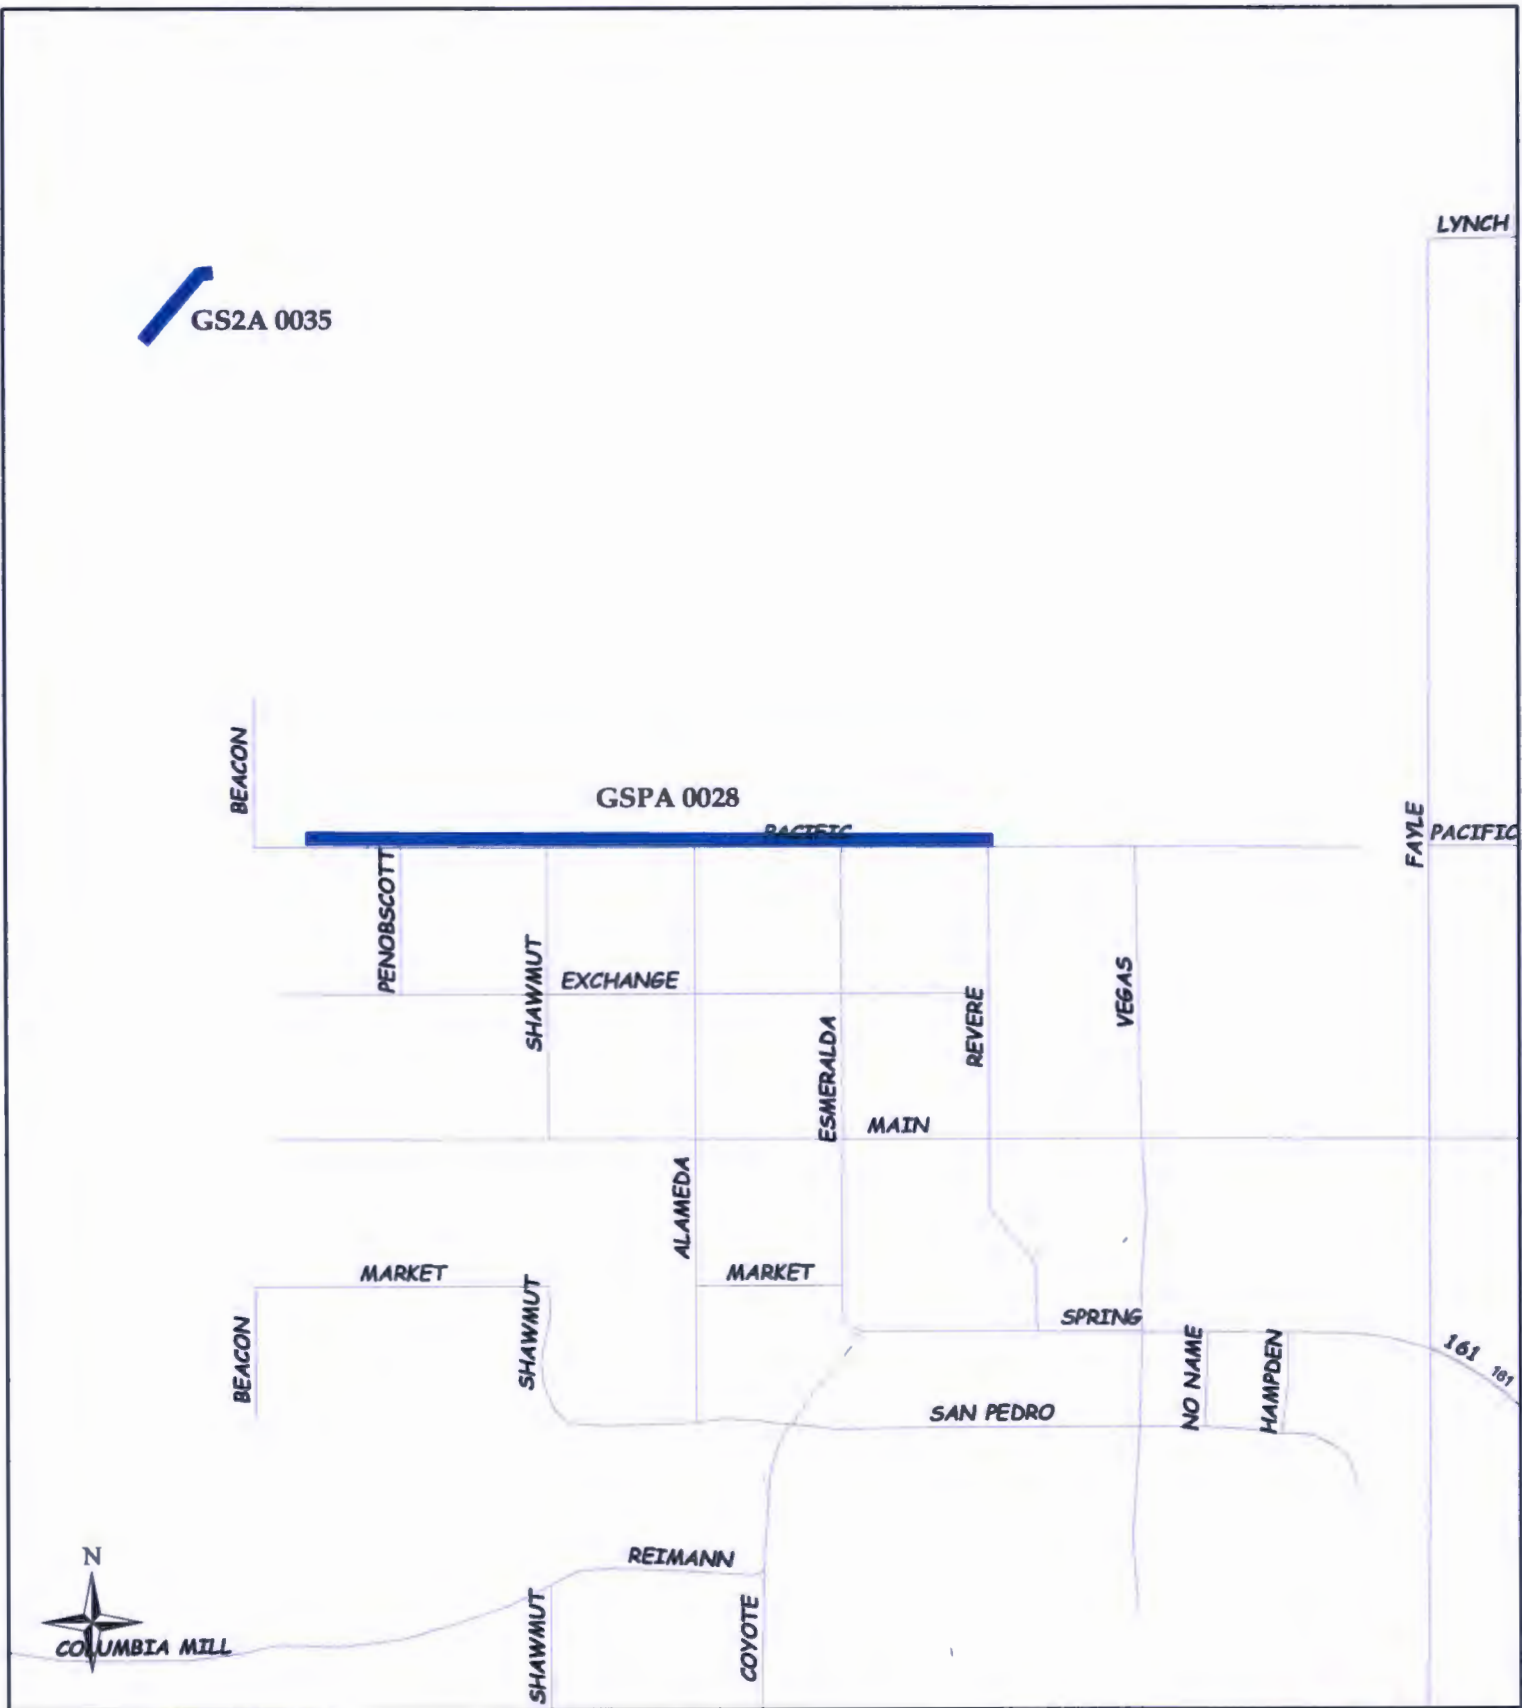 LYNCH
GS2A 0035
BEACON
GSPA 0028
PACIFIC
FAYLE
PACIFIC
PENOBSCOTT
SHAWMUT
EXCHANGE
VEGAS
REVERE
ESMERALDA
MAIN
ALAMEDA
MARKET
MARKET
SHAWMUT
SPRING
BEACON
NO NAME
HAMPDEN
161
161
SAN PEDRO
N
REIMANN
COLUMBIA MILL
SHAWMUT
COYOTE